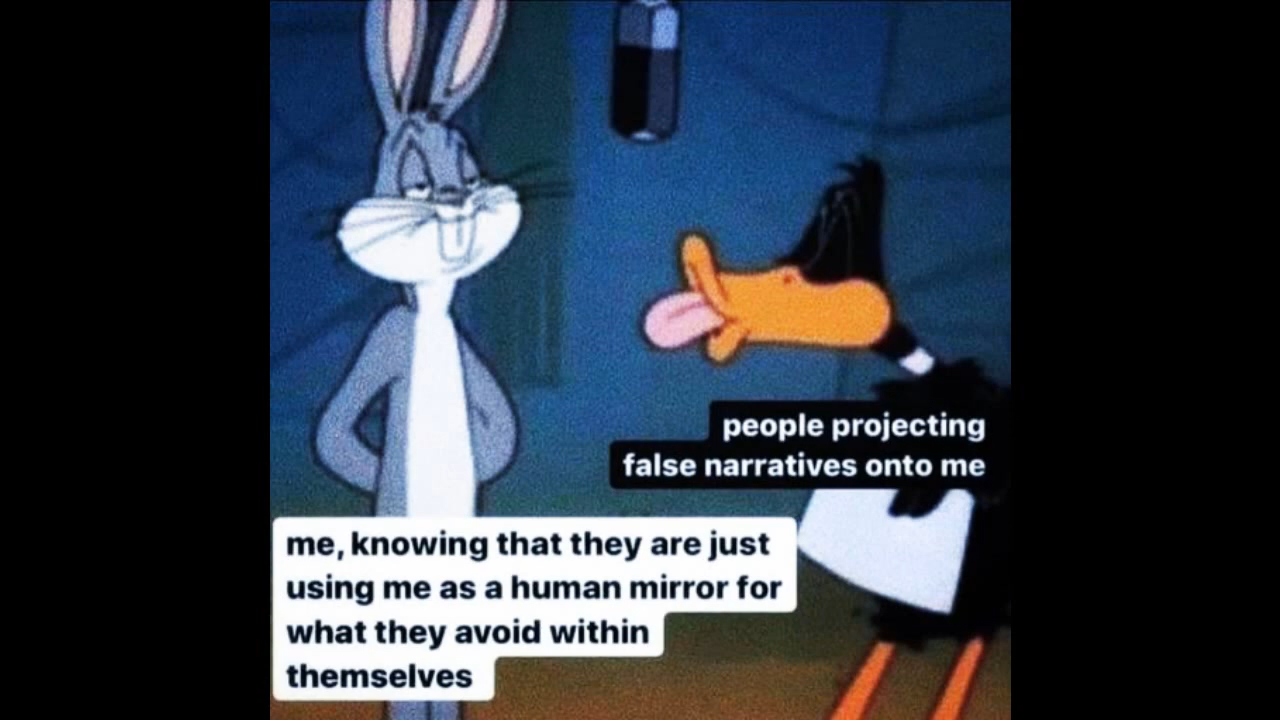 people projecting
false narratives onto me
me, knowing that they are just
using me as a human mirror for
what they avoid within
themselves